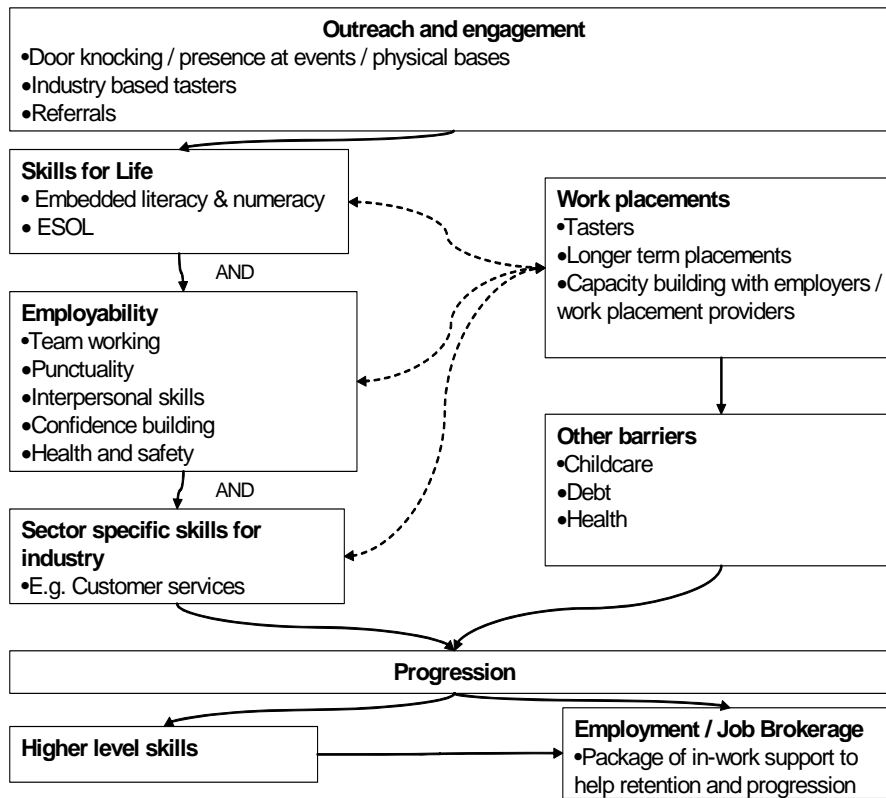 Outreach and engagement
•Door knocking / presence at events / physical bases
•Industry based tasters
•Referrals
Skills for Life
• Embedded literacy & numeracy
• ESOL
AND
Employability
•Team working
•Punctuality
•Interpersonal skills
•Confidence building
•Health and safety
AND
Sector specific skills for
industry
•E.g. Customer services
Work placements
•Tasters
•Longer term placements
•Capacity building with employers /
work placement providers
Other barriers
•Childcare
•Debt
•Health
Progression
Higher level skills
Employment / Job Brokerage
•Package of in-work support to
help retention and progression